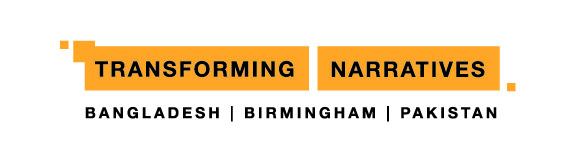 TRANSFORMING NARRATIVES
BANGLADESH | BIRMINGHAM | PAKISTAN